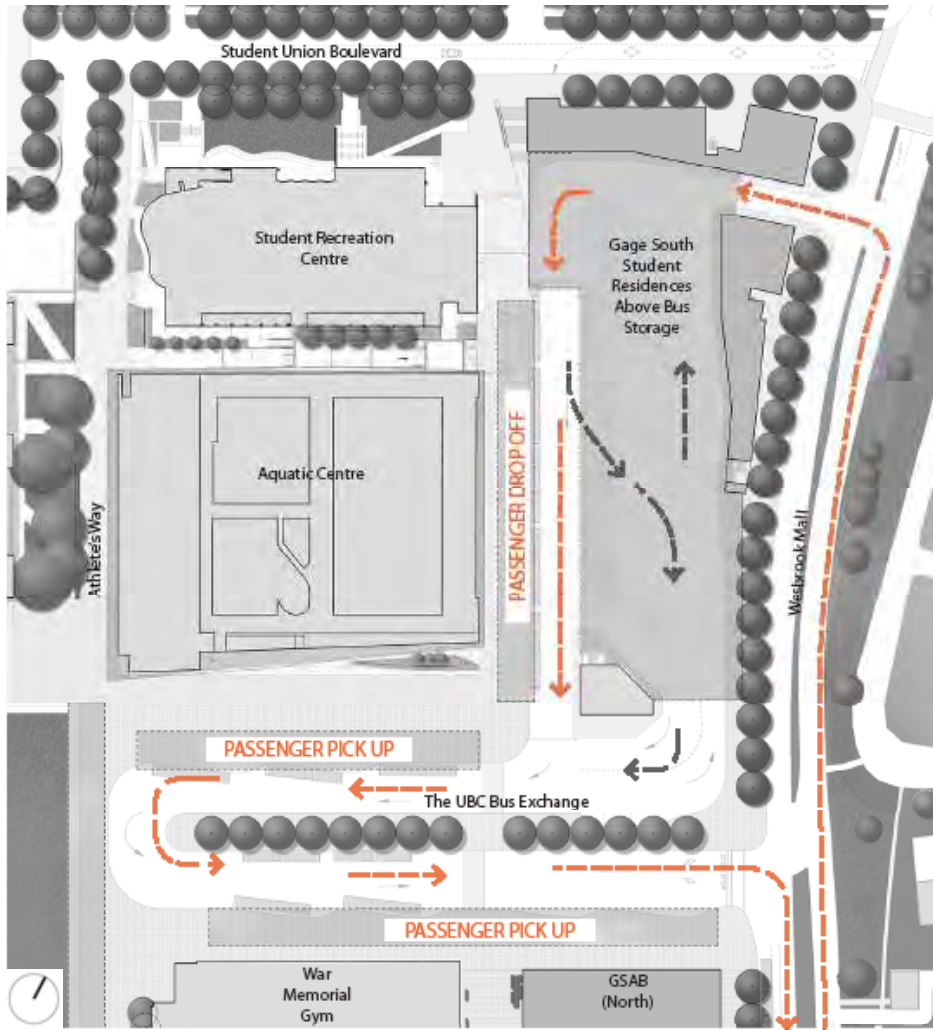 Student Union Boulevard
Student Recreation
Centre
Gage South
Student
Residences
Above Bus
Storage
PASSENGER DROP OFF
Aquatic Centre
Athlete's Way
Wesbrook Mall
PASSENGER PICK UP
The UBC Bus Exchange
PASSENGER PICK UP
War
Memorial
Gym
GSAB
(North)